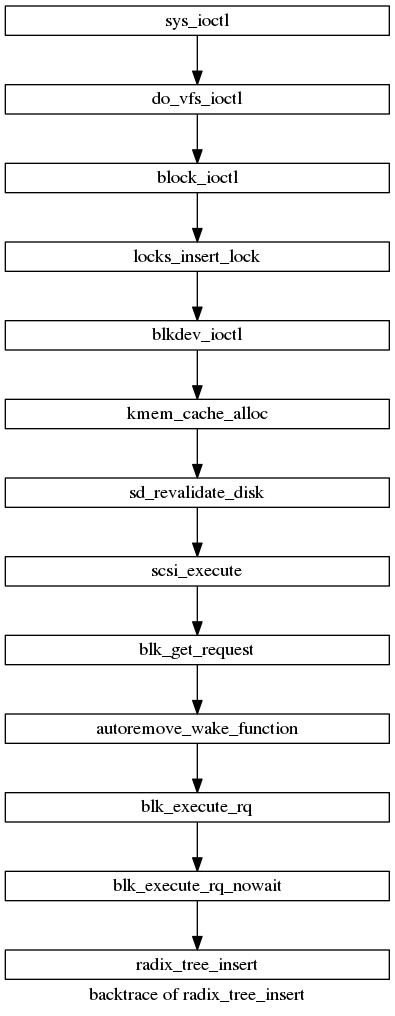 sys_ioctl
do_vfs_ioctl
block_ioctl
locks_insert_lock
blkdev_ioctl
kmem_cache_alloc
sd_revalidate_disk
scsi_execute
blk_get_request
autoremove_wake_function
blk_execute_rq
blk_execute_rq_nowait
radix_tree_insert
backtrace of radix_tree_insert